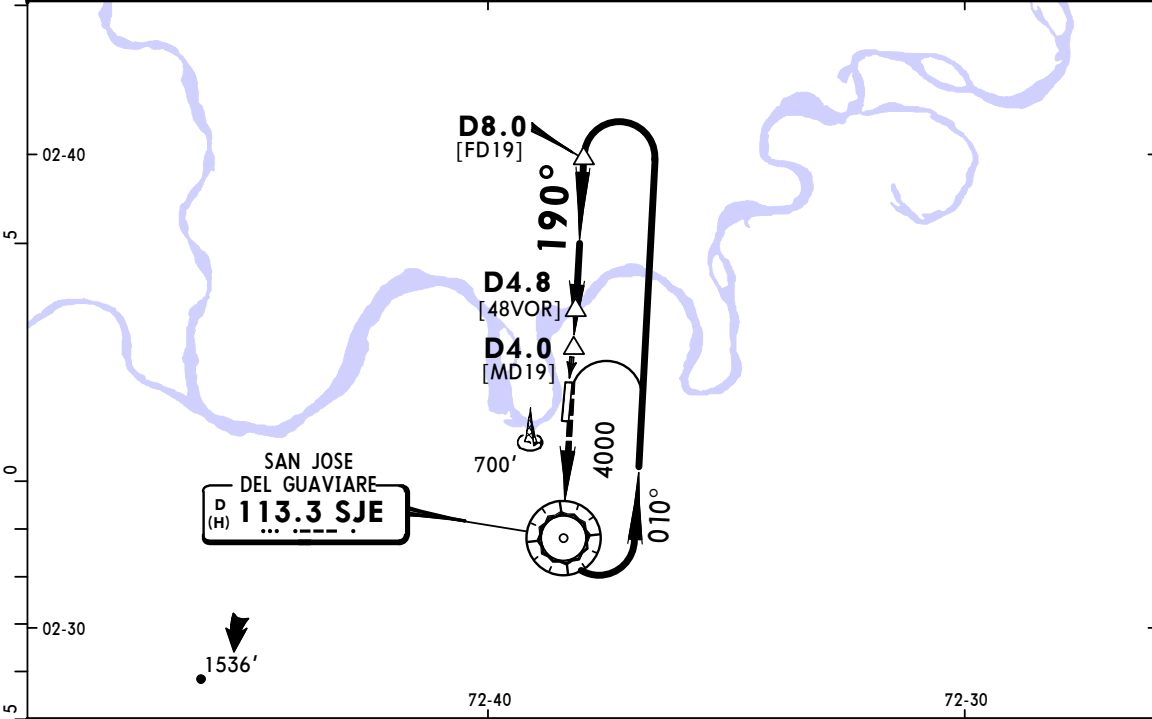 D8.0
[FD19]
02-40
190°
5
D4.8
[48VOR]
D4.0
[MD19]
4000
700'
SAN JOSE
DEL GUAVIARE
D
(H) 113.3 SJE
0
010°
02-30
1536'
72-40
72-30
5